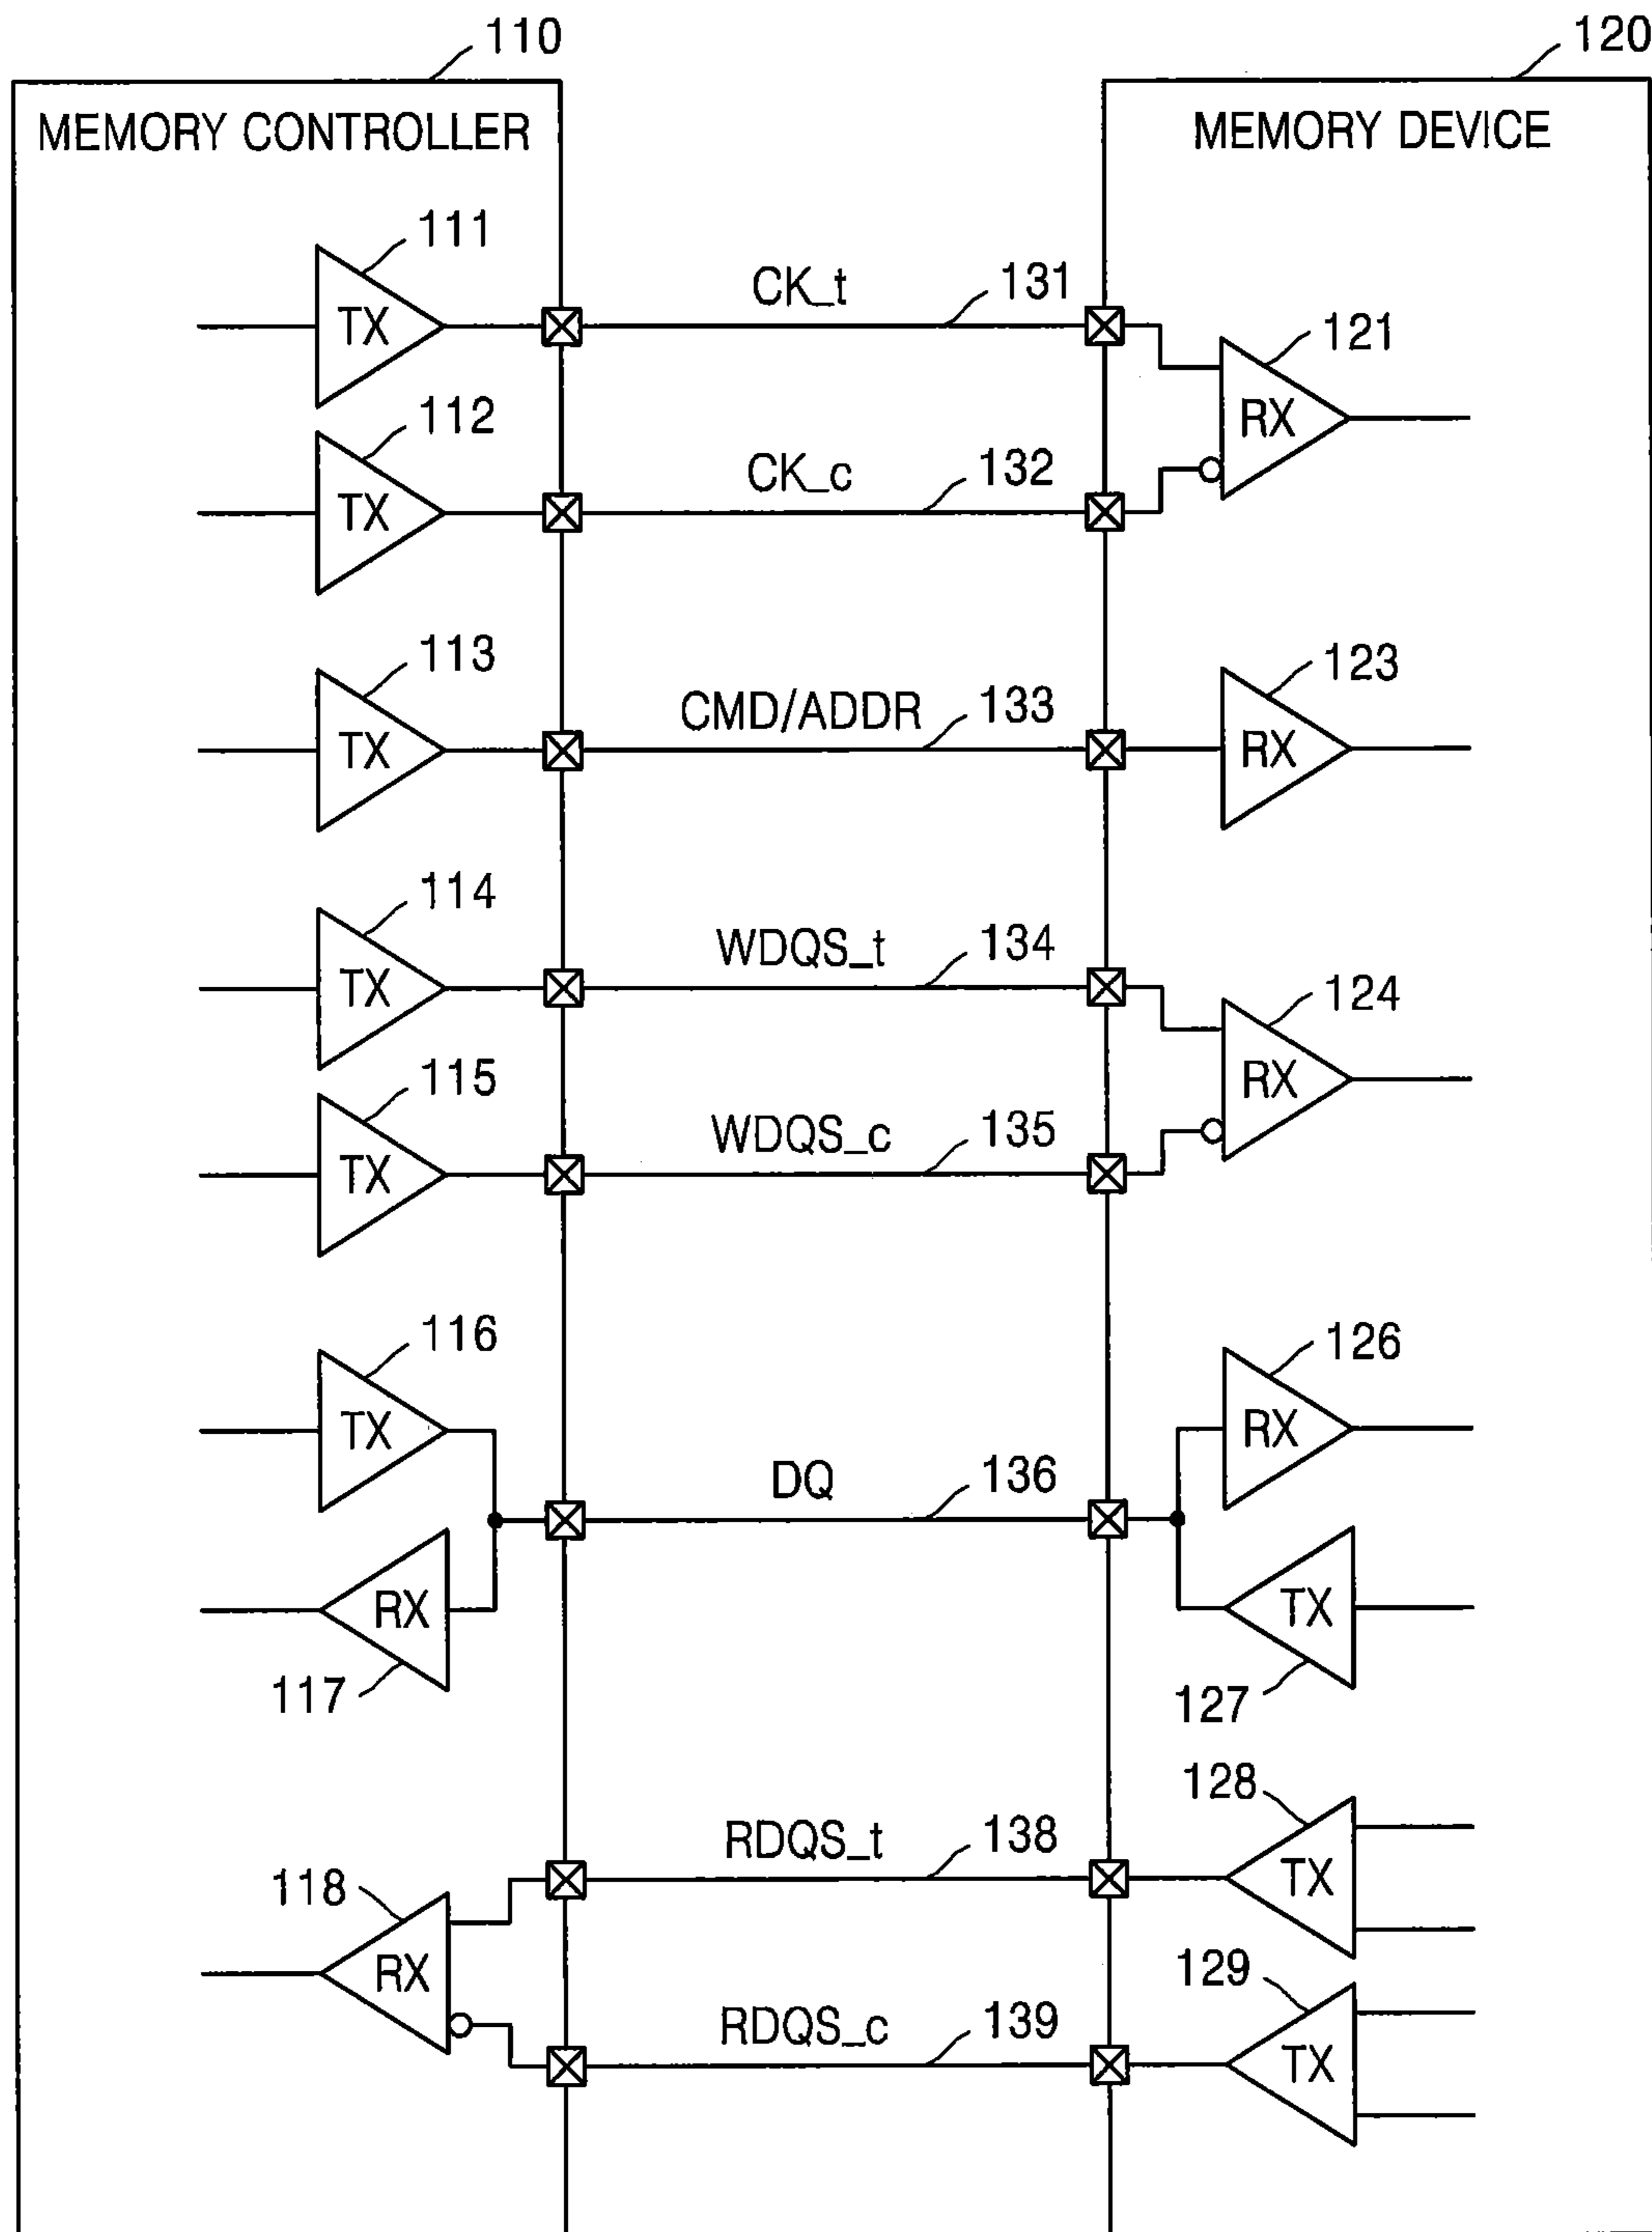 110
120
MEMORY CONTROLLER
MEMORY DEVICE
111
TX
CK_t
131
121
RX
112
TX
CK_c
132
113
TX
CMD/ADDR
133
123
RX
114
TX
WDQS_t
134
124
RX
115
TX
WDQS_c
135
116
TX
126
RX
DQ
136
RX
117
TX
127
128
TX
RDQS_t
138
118
RX
129
TX
RDQS_c
139